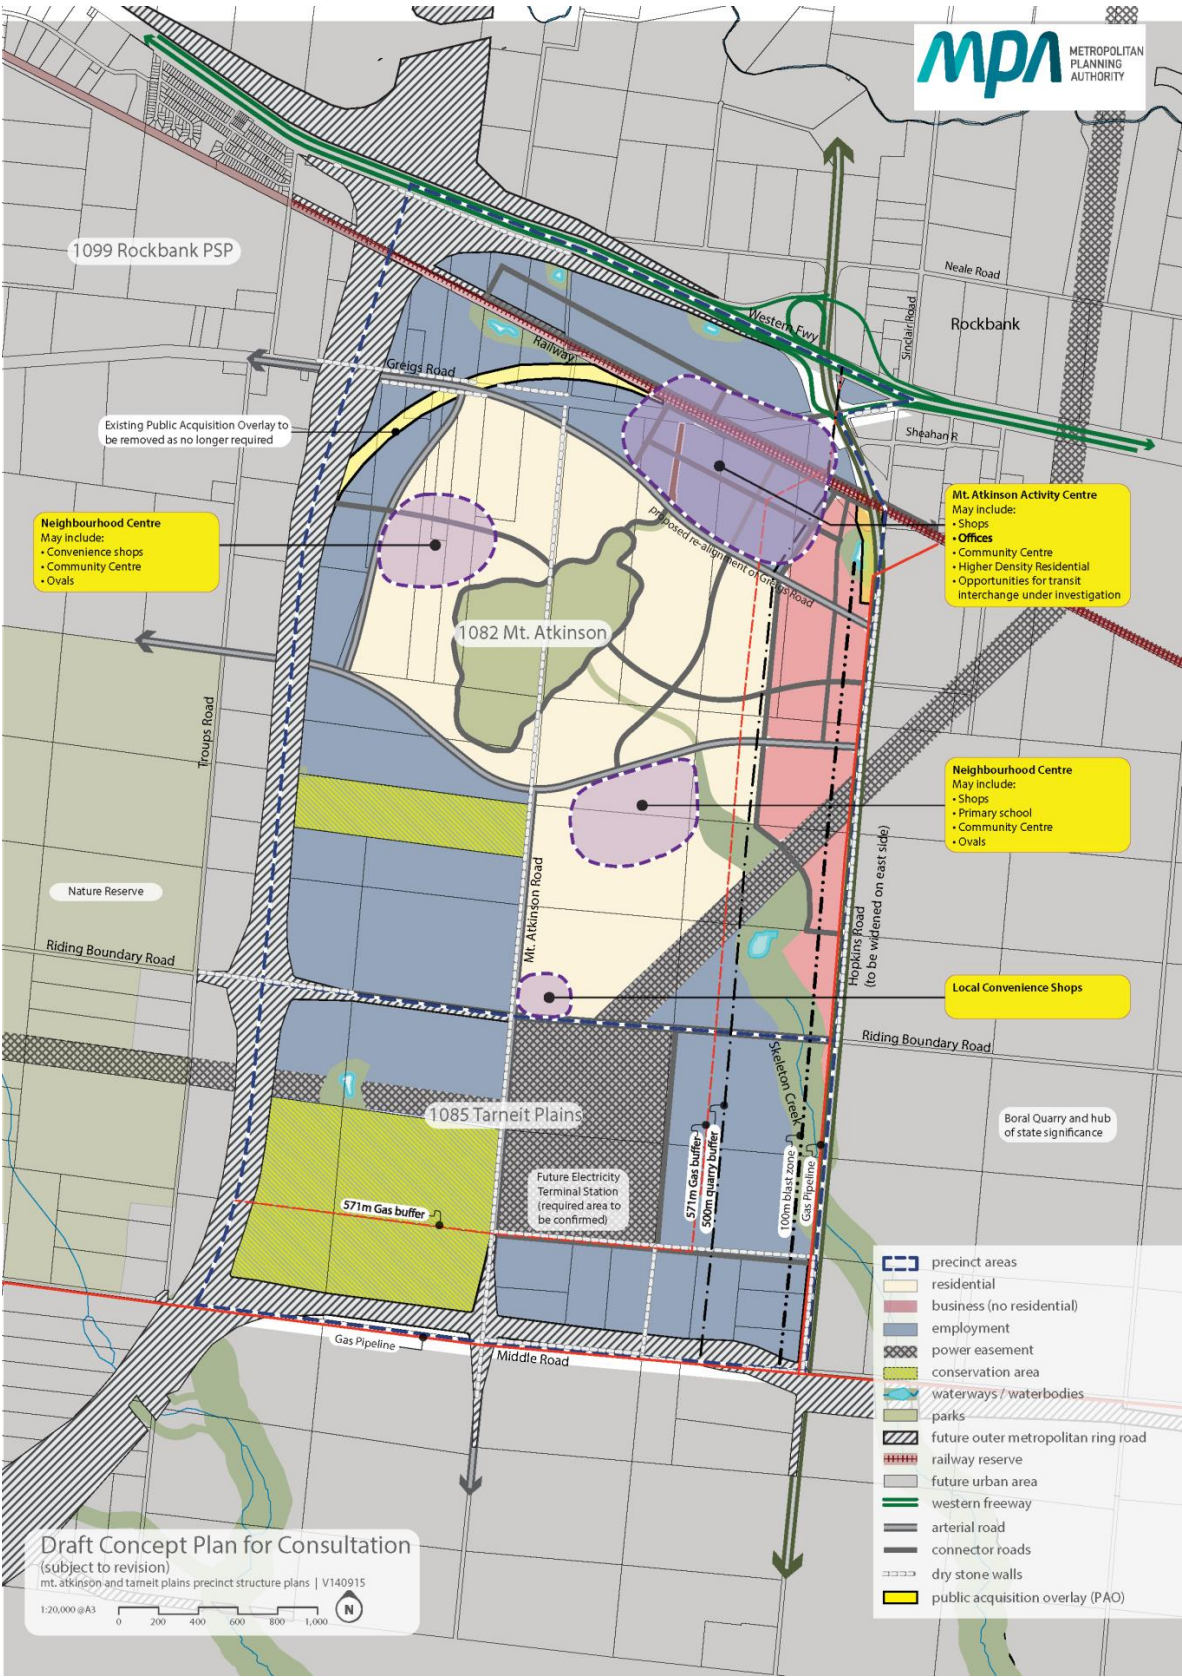 MPA METROPOLITAN
PLANNING
AUTHORITY
1099 Rockbank PSP
Neale Road
Sinclair Road
Rockbank
Western Fwy
Railway
Greigs Road
Existing Public Acquisition Overlay to
be removed as no longer required
Sheahan R
Mt. Atkinson Activity Centre
May include:
• Shops
• Offices
• Community Centre
• Higher Density Residential
• Opportunities for transit
interchange under investigation
Neighbourhood Centre
May include:
• Convenience shops
• Community Centre
• Ovals
proposed re-alignment of Greigs Road
1082 Mt. Atkinson
Troups Road
Neighbourhood Centre
May include:
• Shops
• Primary school
• Community Centre
• Ovals
Nature Reserve
Mt. Atkinson Road
Hopkins Road
(to be widened on east side)
Riding Boundary Road
Local Convenience Shops
Riding Boundary Road
Skeleton Creek
1085 Tarneit Plains
Boral Quarry and hub
of state significance
571m Gas buffer
500m quarry buffer
100m blast zone
Gas Pipeline
Future Electricity
Terminal Station
(required area to
be confirmed)
571m Gas buffer
Gas Pipeline
Middle Road
precinct areas
residential
business (no residential)
employment
power easement
conservation area
waterways / waterbodies
parks
future outer metropolitan ring road
railway reserve
future urban area
western freeway
arterial road
connector roads
dry stone walls
public acquisition overlay (PAO)
Draft Concept Plan for Consultation
(subject to revision)
mt. atkinson and tarneit plains precinct structure plans | V140915
1:20,000 @A3
0 200 400 600 800 1,000
N